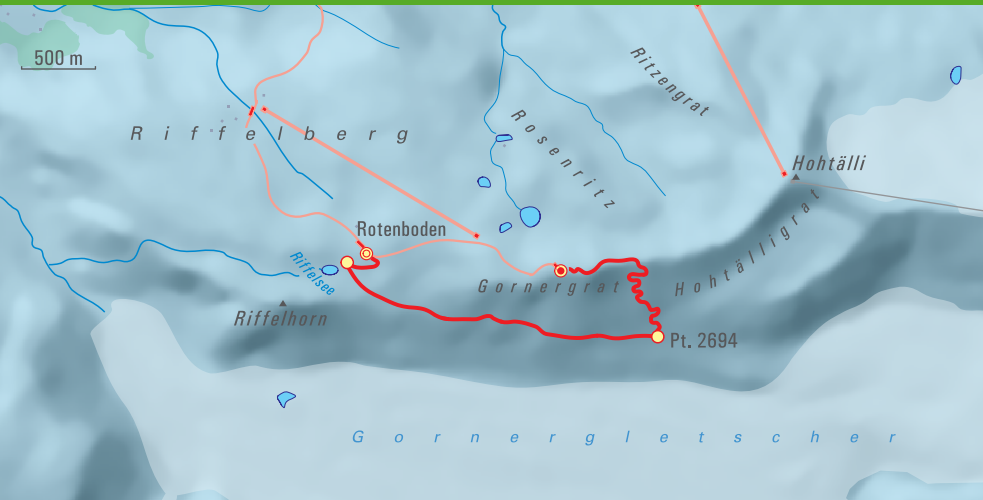 500 m
Ritzengrat
Rosenritz
Riffelberg
Hohtälli
Rotenboden
Hohtälligrat
Riffelsee
Gornergrat
Riffelhorn
Pt. 2694
Gornergletscher